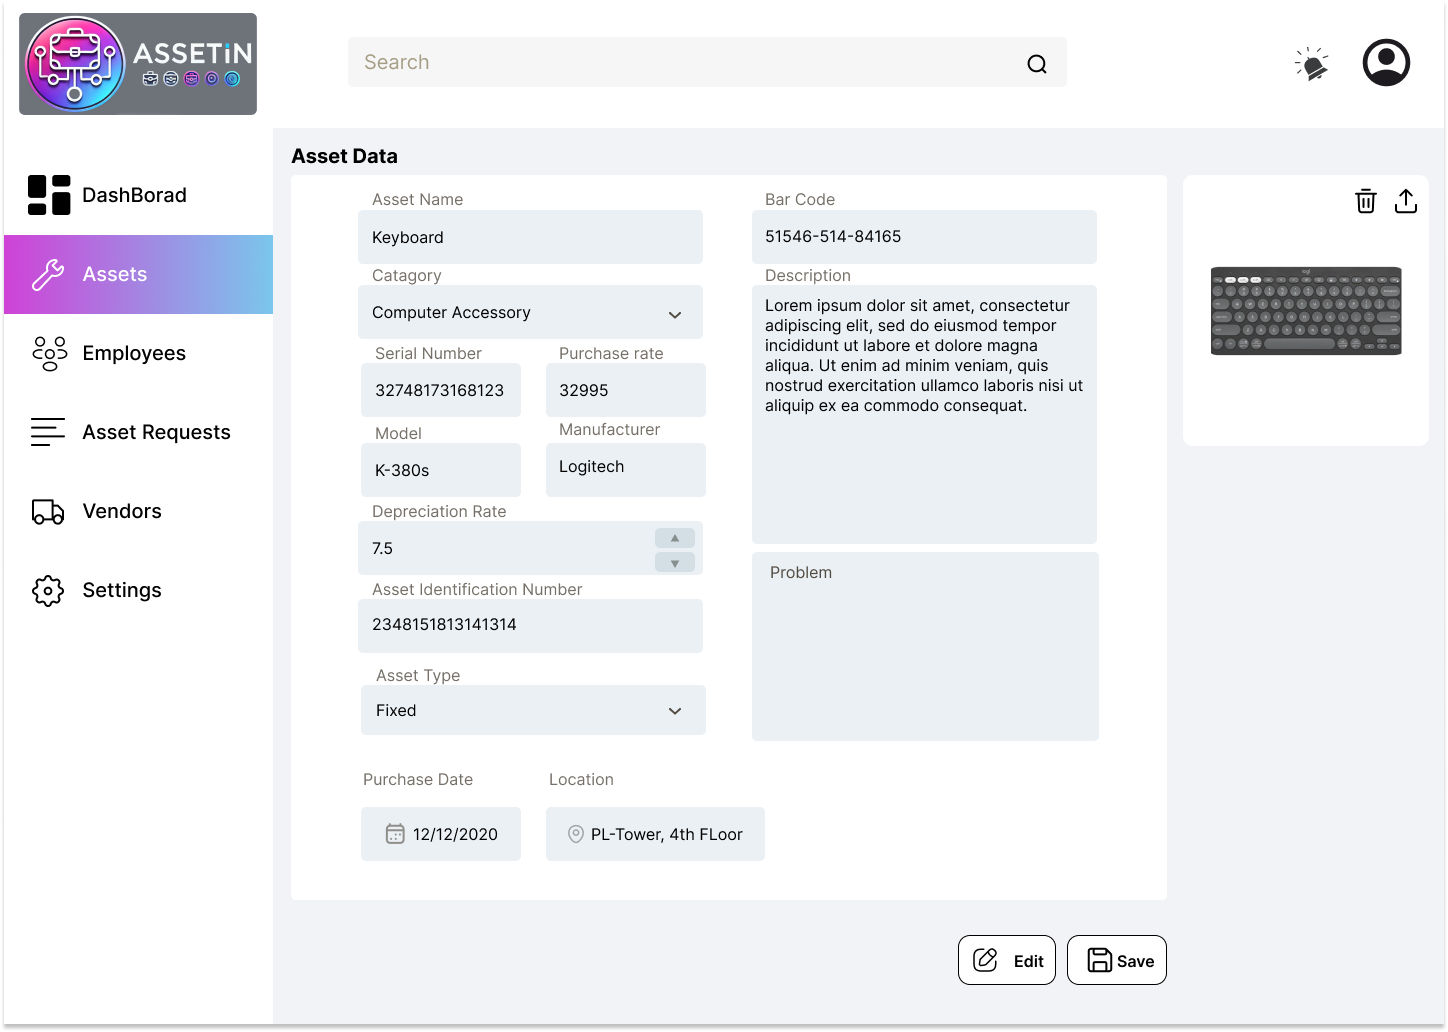 ASSETiN
Search
DashBorad
Assets
Employees
Asset Requests
Vendors
Settings
Asset Data
Asset Name
Keyboard
Catagory
Computer Accessory
Serial Number
Purchase rate
32748173168123
32995
Model
Manufacturer
K-380s
Logitech
Depreciation Rate
7.5
Asset Identification Number
2348151813141314
Asset Type
Fixed
Purchase Date
Location
12/12/2020
PL-Tower, 4th FLoor
Bar Code
51546-514-84165
Description
Lorem ipsum dolor sit amet, consectetur
adipiscing elit, sed do eiusmod tempor
incididunt ut labore et dolore magna
aliqua. Ut enim ad minim veniam, quis
nostrud exercitation ullamco laboris nisi ut
aliquip ex ea commodo consequat.
Problem
logi
Edit
Save